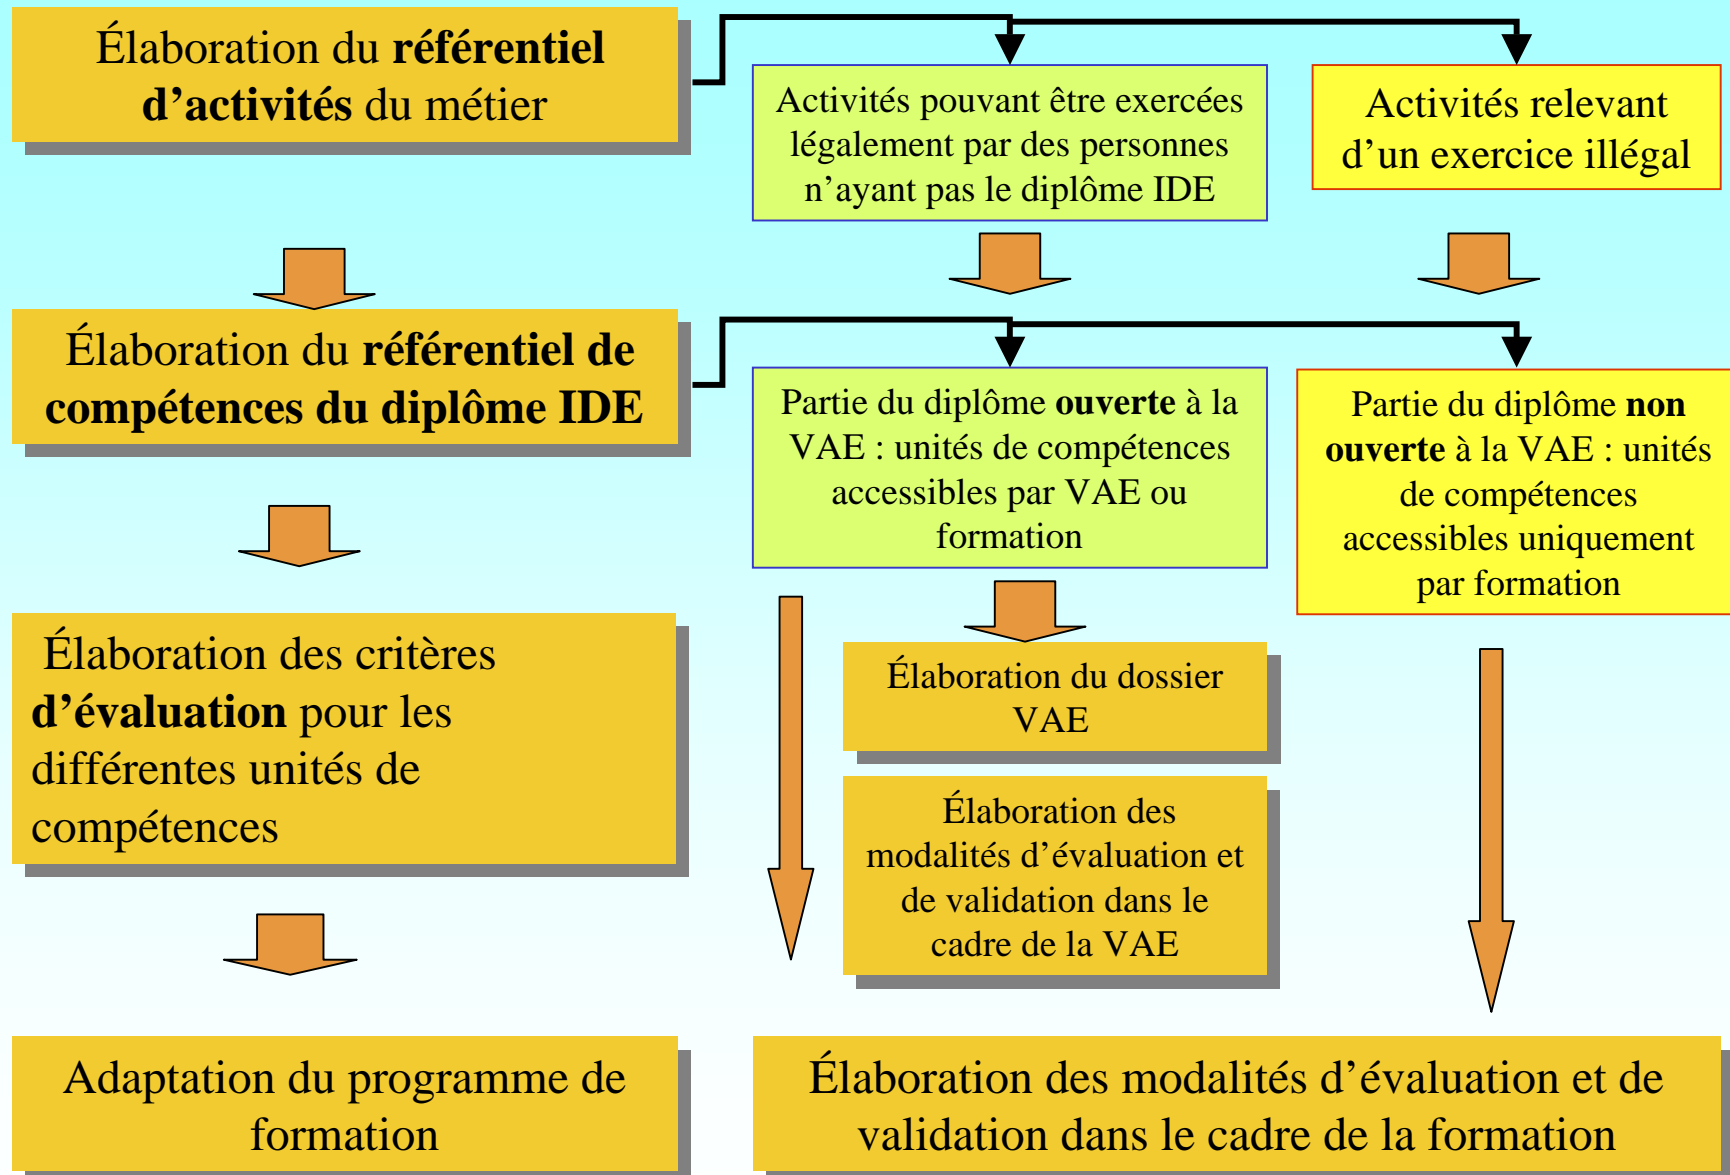 Élaboration du référentiel
d’activités du métier
Activités pouvant être exercées
légalement par des personnes
n’ayant pas le diplôme IDE
Activités relevant
d’un exercice illégal
Élaboration du référentiel de
compétences du diplôme IDE
Partie du diplôme ouverte à la
VAE : unités de compétences
accessibles par VAE ou
formation
Partie du diplôme non
ouverte à la VAE : unités
de compétences
accessibles uniquement
par formation
Élaboration des critères
d’évaluation pour les
différentes unités de
compétences
Élaboration du dossier
VAE
Élaboration des
modalités d’évaluation et
de validation dans le
cadre de la VAE
Adaptation du programme de
formation
Élaboration des modalités d’évaluation et de
validation dans le cadre de la formation